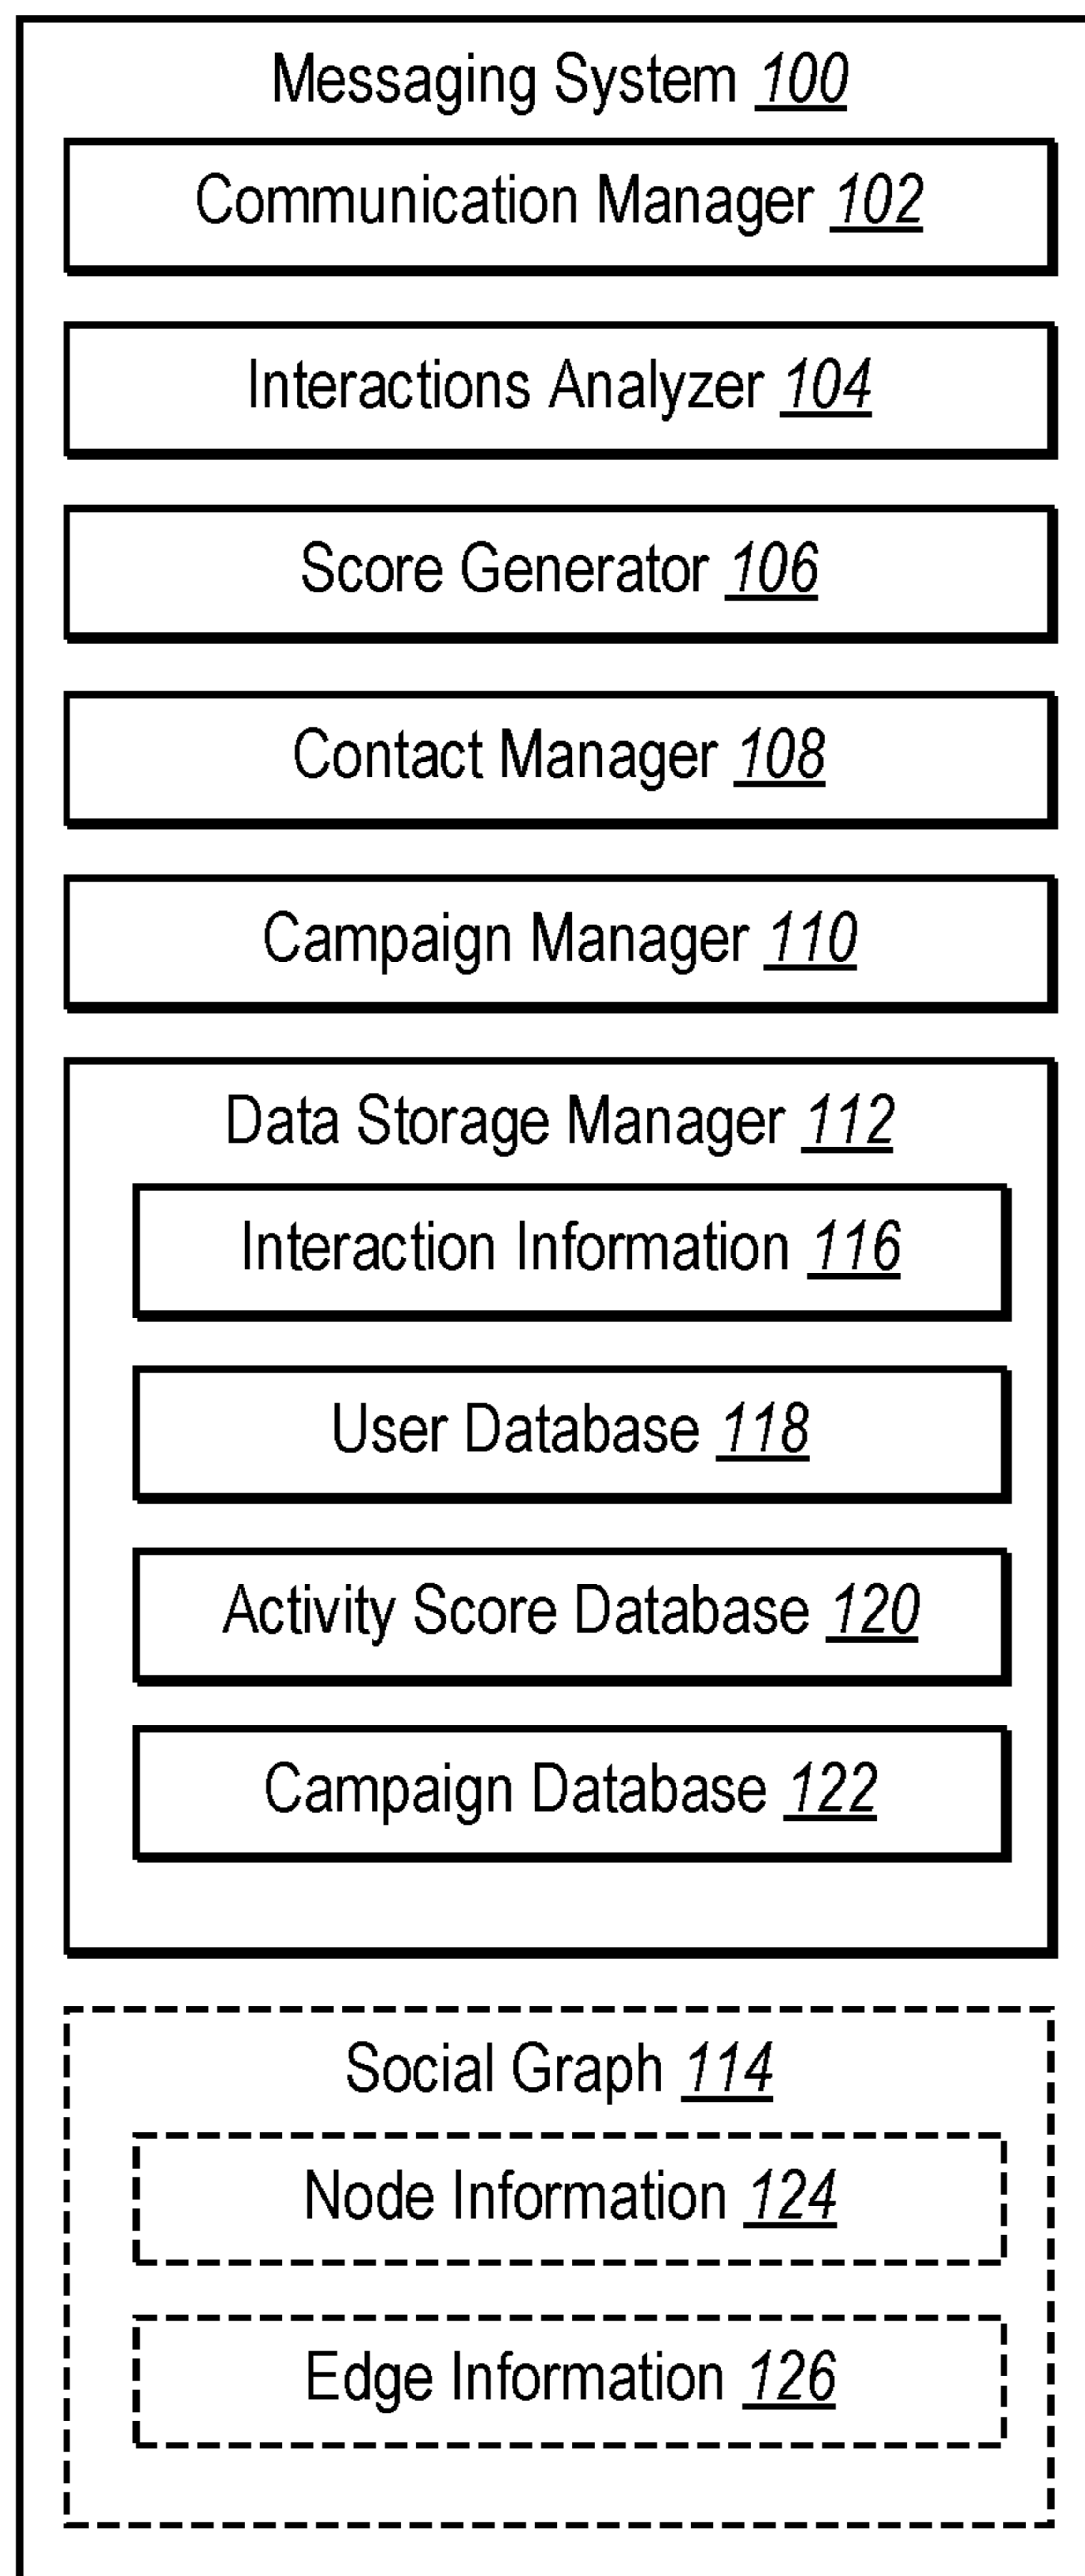 Messaging System 100
Communication Manager 102
Interactions Analyzer 104
Score Generator 106
Contact Manager 108
Campaign Manager 110
Data Storage Manager 112
Interaction Information 116
User Database 118
Activity Score Database 120
Campaign Database 122
Social Graph 114
Node Information 124
Edge Information 126